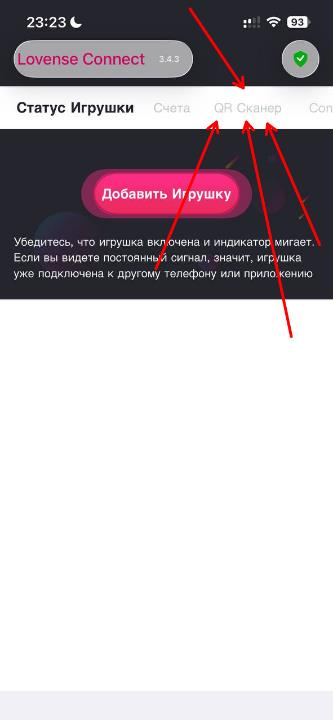 23:23
93
Lovense Connect 3.4.3
Статус Игрушки Счета QR Сканер
Добавить Игрушку
Убедитесь, что игрушка включена и индикатор мигает.
Если вы видете постоянный сигнал, значит, игрушка
уже подключена к другому телефону или приложению